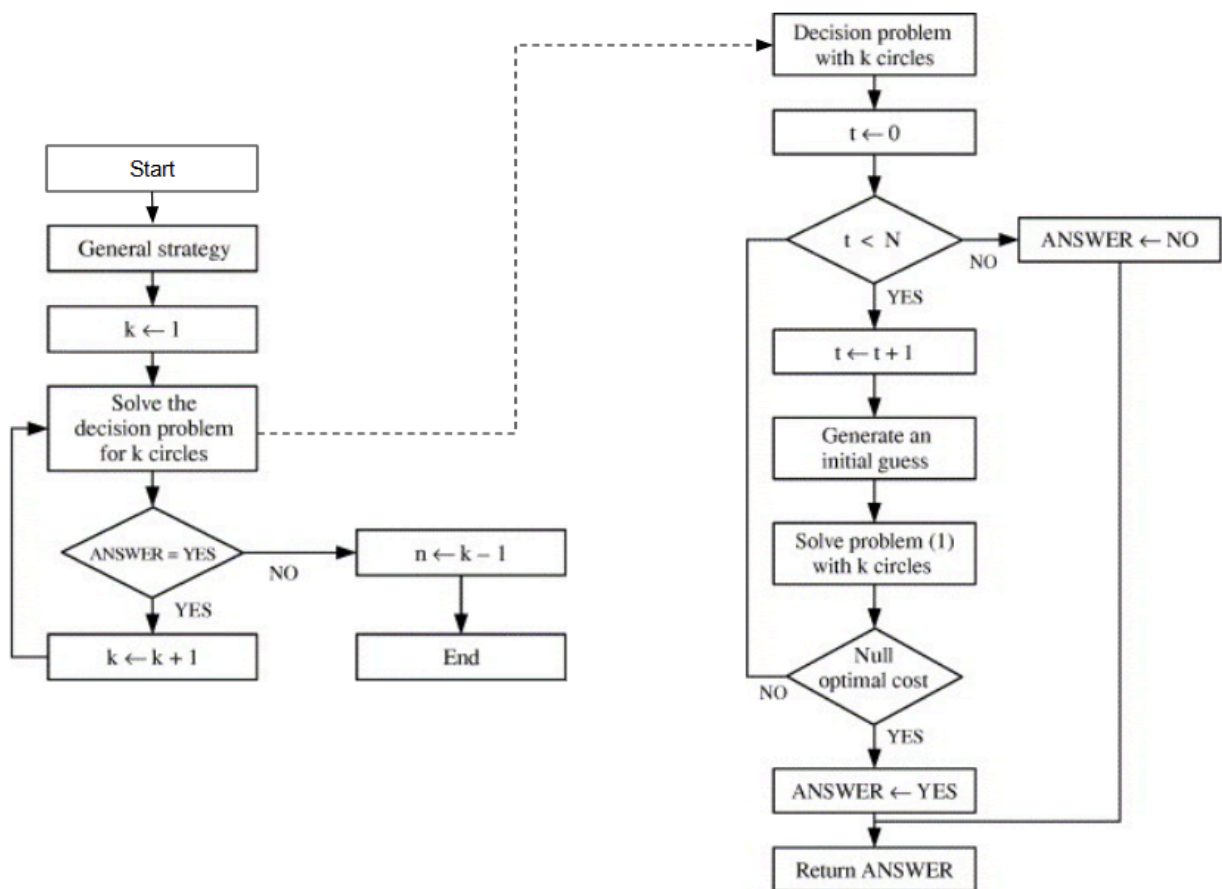 Start
General strategy
k ← 1
Solve the
decision problem
for k circles
ANSWER = YES
NO
YES
n ← k – 1
k ← k + 1
End
Decision problem
with k circles
t ← 0
t < N
NO
ANSWER ← NO
YES
t ← t + 1
Generate an
initial guess
Solve problem (1)
with k circles
Null
optimal cost
NO
YES
ANSWER ← YES
Return ANSWER